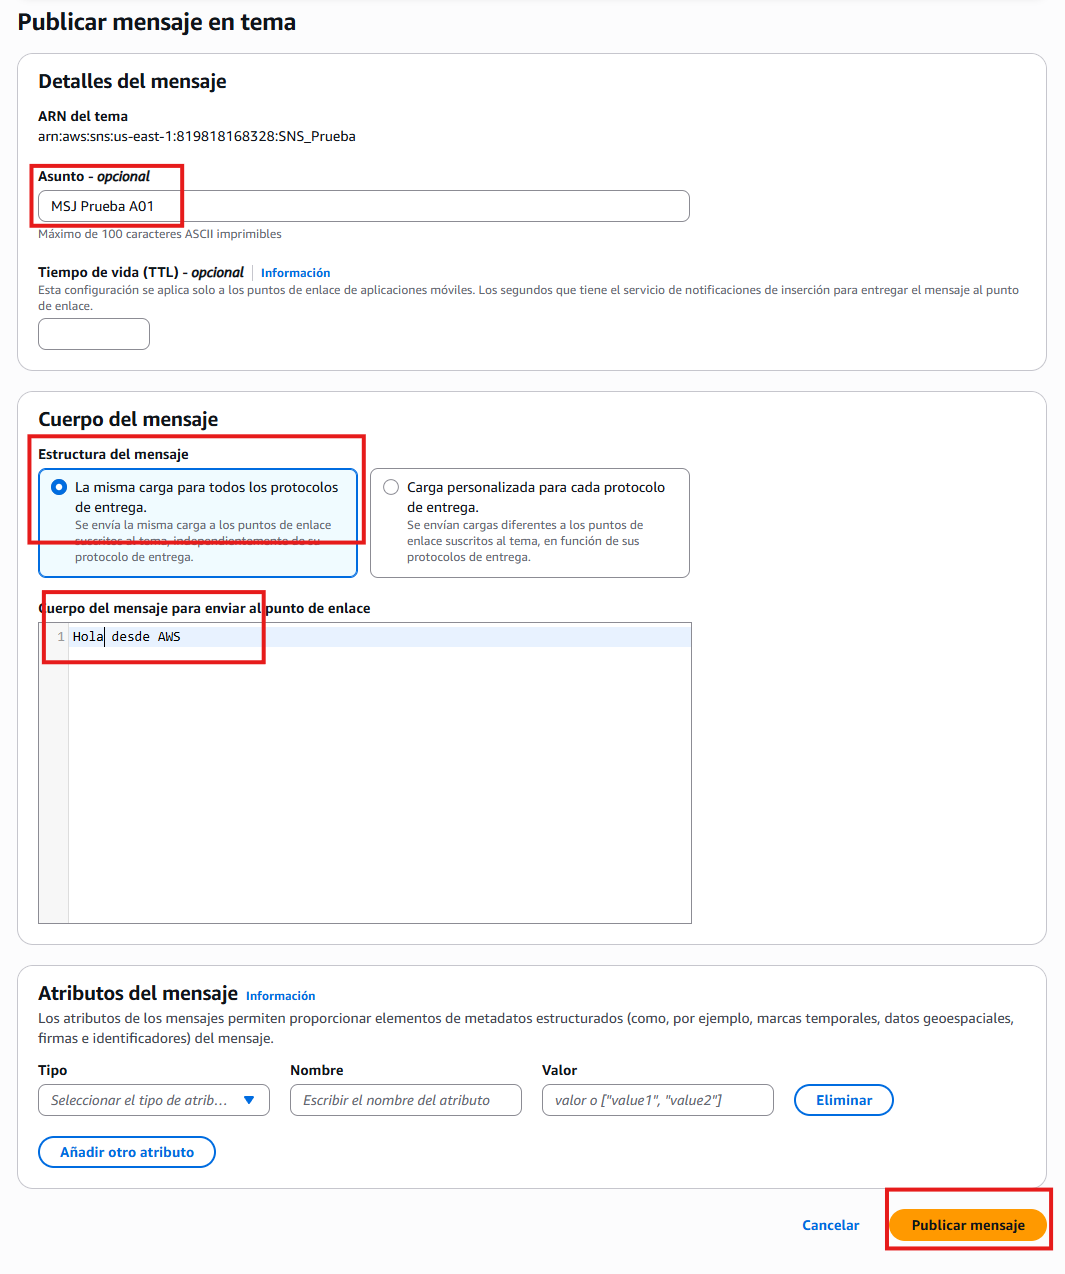 Publicar mensaje en tema
Detalles del mensaje
ARN del tema
arn:aws:sns:us-east-1:819818168328:SNS_Prueba
Asunto - opcional
MSJ Prueba A01
Máximo de 100 caracteres ASCII imprimibles
Tiempo de vida (TTL) - opcional Información
Esta configuración se aplica solo a los puntos de enlace de aplicaciones móviles. Los segundos que tiene el servicio de notificaciones de inserción para entregar el mensaje al punto
de enlace.
Cuerpo del mensaje
Estructura del mensaje
La misma carga para todos los protocolos
de entrega.
Se envía la misma carga a los puntos de enlace
suscritos al tema, independientemente de su
protocolo de entrega.
Carga personalizada para cada protocolo
de entrega.
Se envían cargas diferentes a los puntos de
enlace suscritos al tema, en función de sus
protocolos de entrega.
Cuerpo del mensaje para enviar al punto de enlace
1 Hola desde AWS
Atributos del mensaje Información
Los atributos de los mensajes permiten proporcionar elementos de metadatos estructurados (como, por ejemplo, marcas temporales, datos geoespaciales,
firmas e identificadores) del mensaje.
Tipo Nombre Valor
Seleccionar el tipo de atrib... Escribir el nombre del atributo valor o ["value1", "value2"] Eliminar
Añadir otro atributo
Cancelar Publicar mensaje